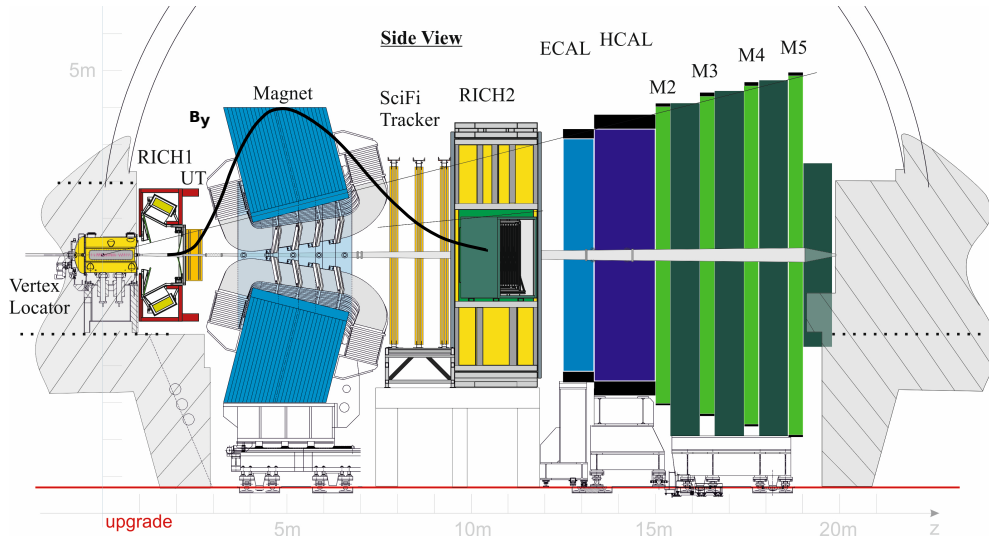 Side View
ECAL
HCAL
5m
M5
M4
M3
M2
Magnet
By
SciFi
Tracker
RICH2
RICH1
UT
Vertex
Locator
upgrade
5m
10m
15m
20m
z